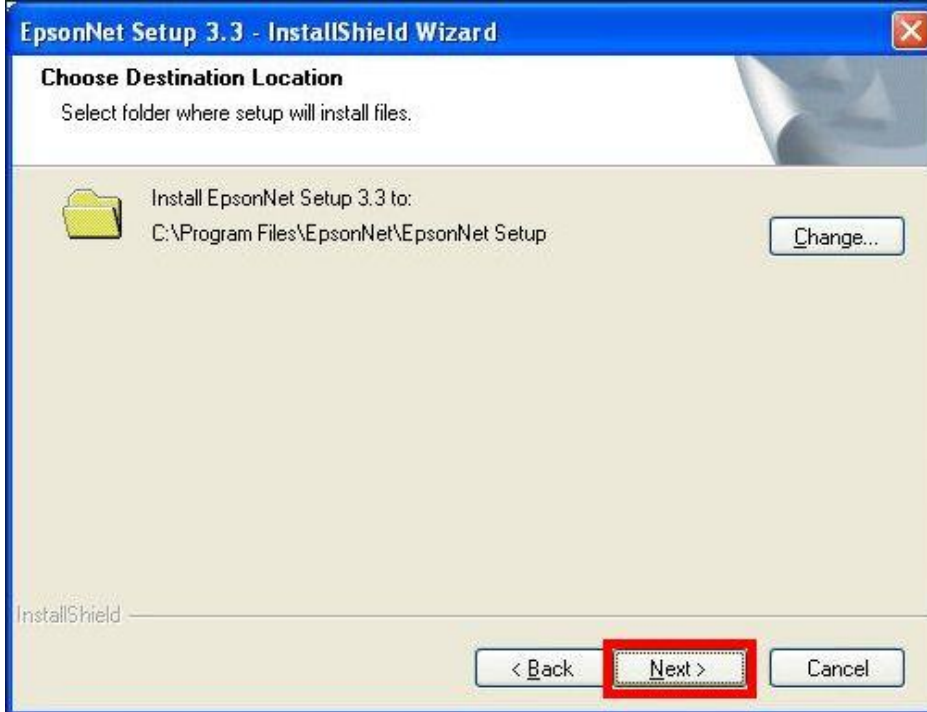 EpsonNet Setup 3.3 - InstallShield Wizard
Choose Destination Location
Select folder where setup will install files.
Install EpsonNet Setup 3.3 to:
C:\Program Files\EpsonNet\EpsonNet Setup
Change...
InstallShield
< Back
Next >
Cancel